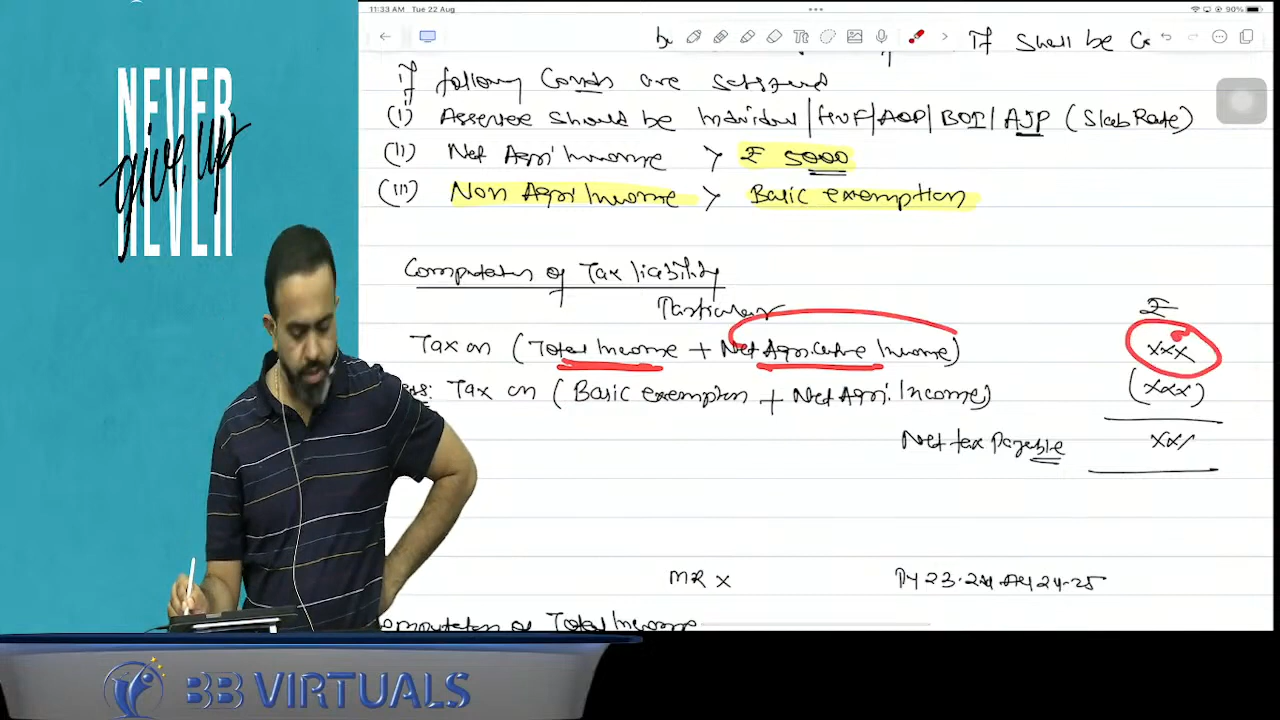 11:33 AM Tue 22 Aug
90%
NEVER
give up
NEVER
If shall be
if following Conds are satisfied
(i) Assessee should be Individual/HUF/AOP/BOI/AJP (Slab Rate)
(ii) Net Agri Income > ₹ 5000
(iii) Non Agri Income > Basic exemption
Computation of Tax liability
Particulars ₹
Tax on (Total Income + Net Agriculture Income) xxx
Tax on (Basic exemption + Net Agri. Income) (xxx)
Net tax Payable xxx
MR X PY 23-24 AY 24-25
Computation of Total Income
BB VIRTUALS